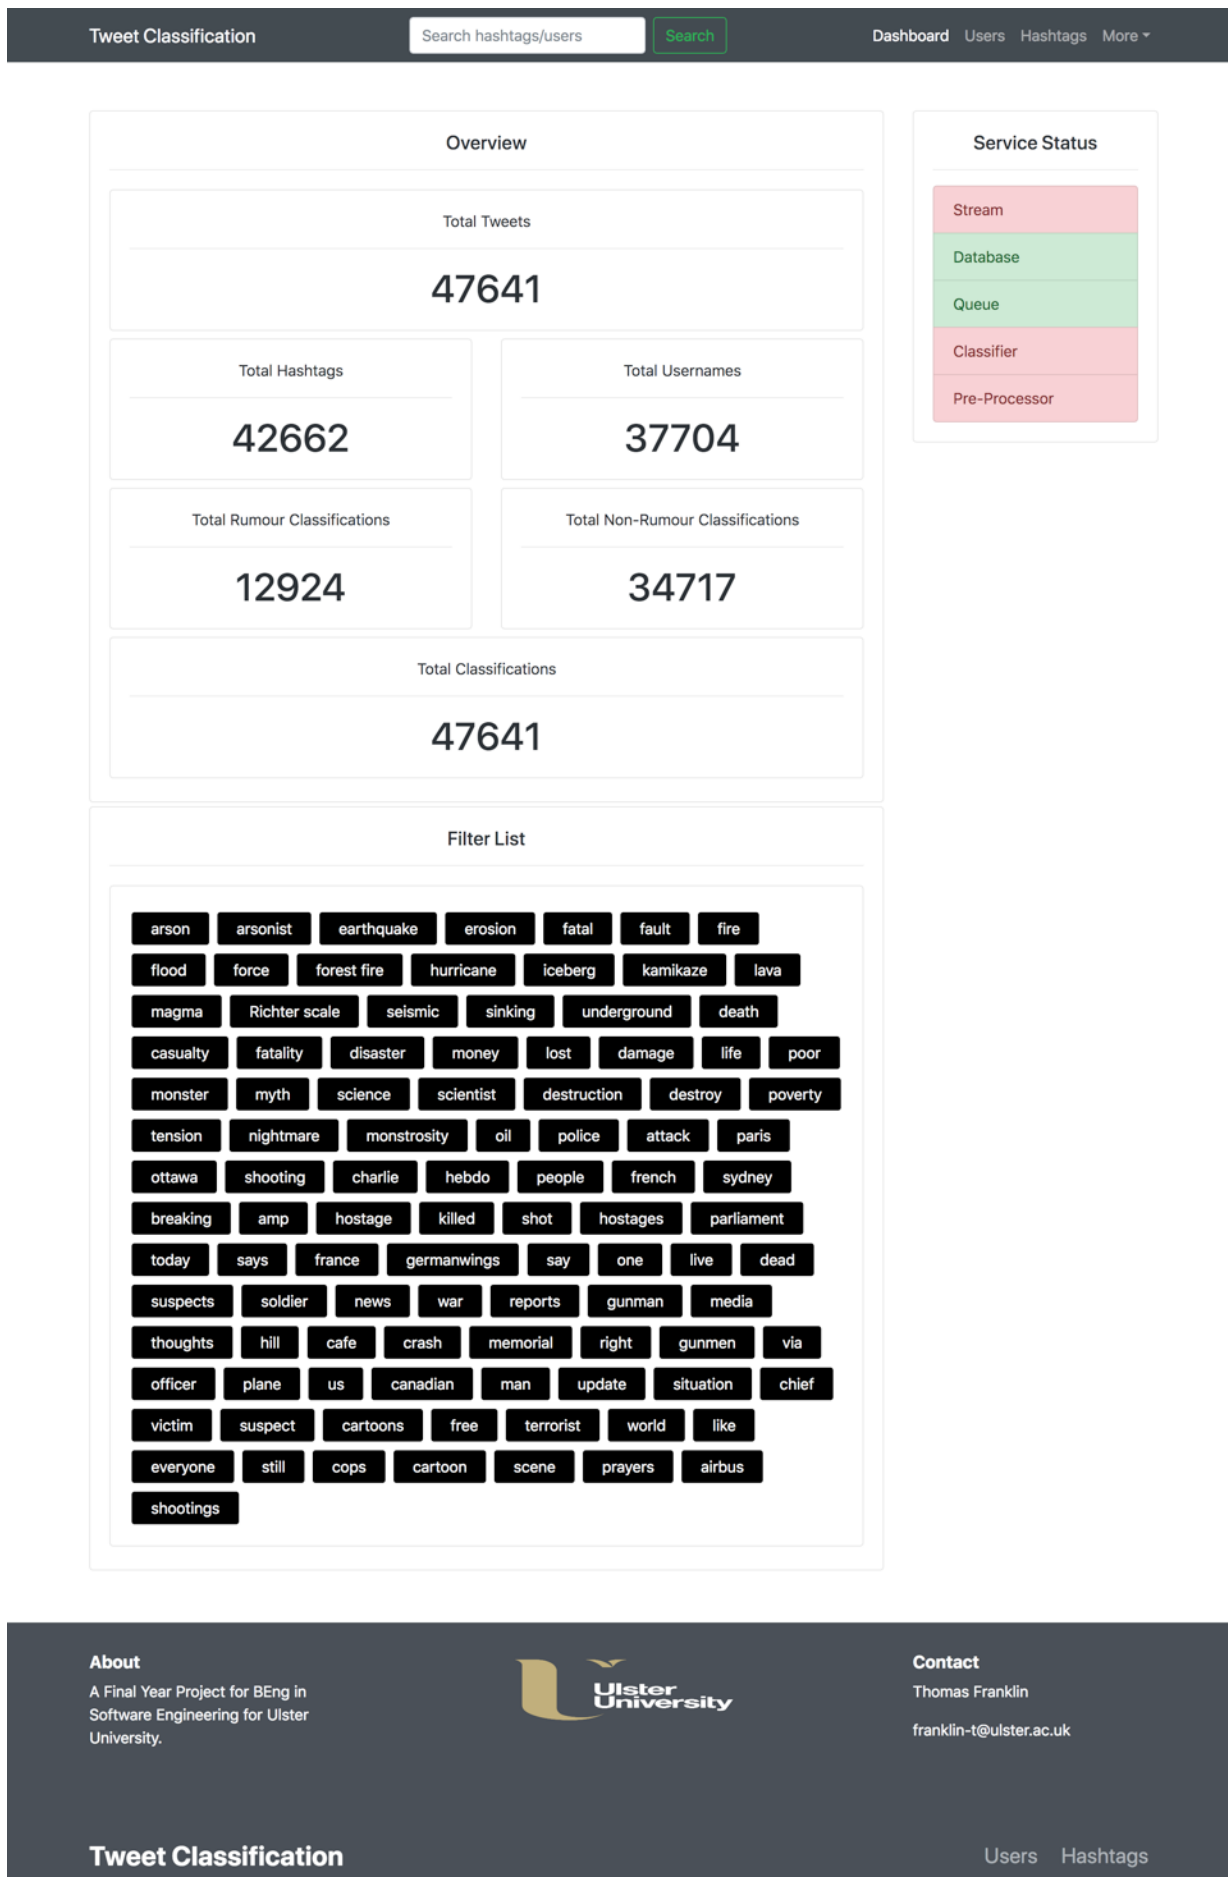 Tweet Classification
Search hashtags/users
Search
Dashboard Users Hashtags More
Overview
Total Tweets
47641
Total Hashtags
42662
Total Usernames
37704
Total Rumour Classifications
12924
Total Non-Rumour Classifications
34717
Total Classifications
47641
Service Status
Stream
Database
Queue
Classifier
Pre-Processor
Filter List
arson arsonist earthquake erosion fatal fault fire
flood force forest fire hurricane iceberg kamikaze lava
magma Richter scale seismic sinking underground death
casualty fatality disaster money lost damage life poor
monster myth science scientist destruction destroy poverty
tension nightmare monstrosity oil police attack paris
ottawa shooting charlie hebdo people french sydney
breaking amp hostage killed shot hostages parliament
today says france germanwings say one live dead
suspects soldier news war reports gunman media
thoughts hill cafe crash memorial right gunmen via
officer plane us canadian man update situation chief
victim suspect cartoons free terrorist world like
everyone still cops cartoon scene prayers airbus
shootings
About
A Final Year Project for BEng in
Software Engineering for Ulster
University.
Ulster
University
Contact
Thomas Franklin
franklin-t@ulster.ac.uk
Tweet Classification
Users Hashtags